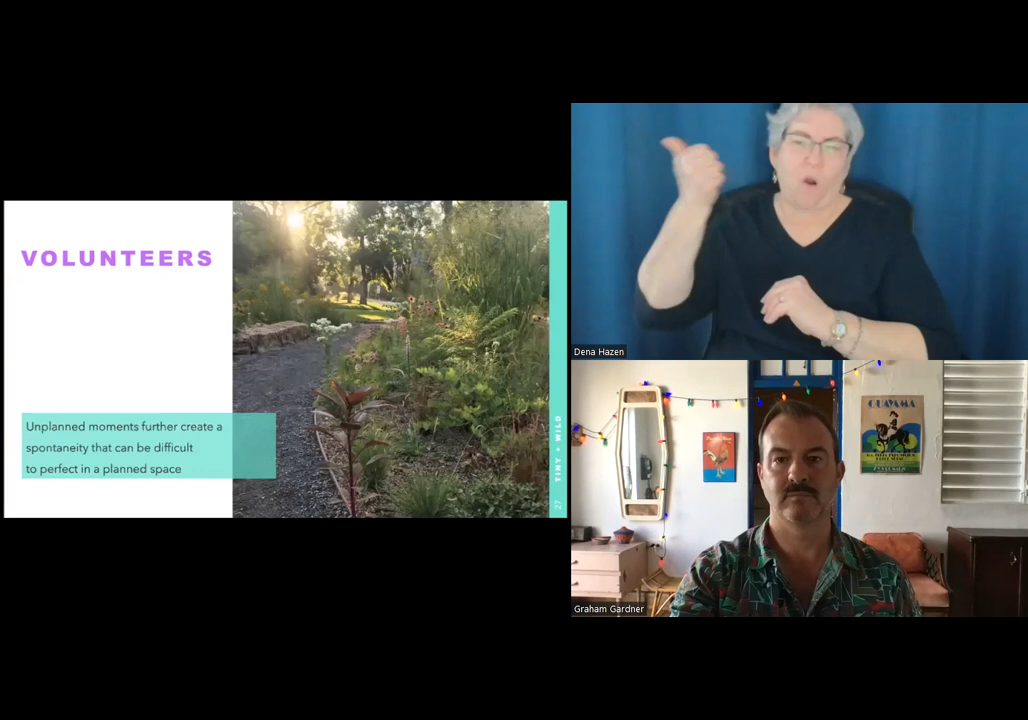 VOLUNTEERS
Unplanned moments further create a
spontaneity that can be difficult
to perfect in a planned space
TINY + WILD
27
Dena Hazen
GUAYAMA
Graham Gardner